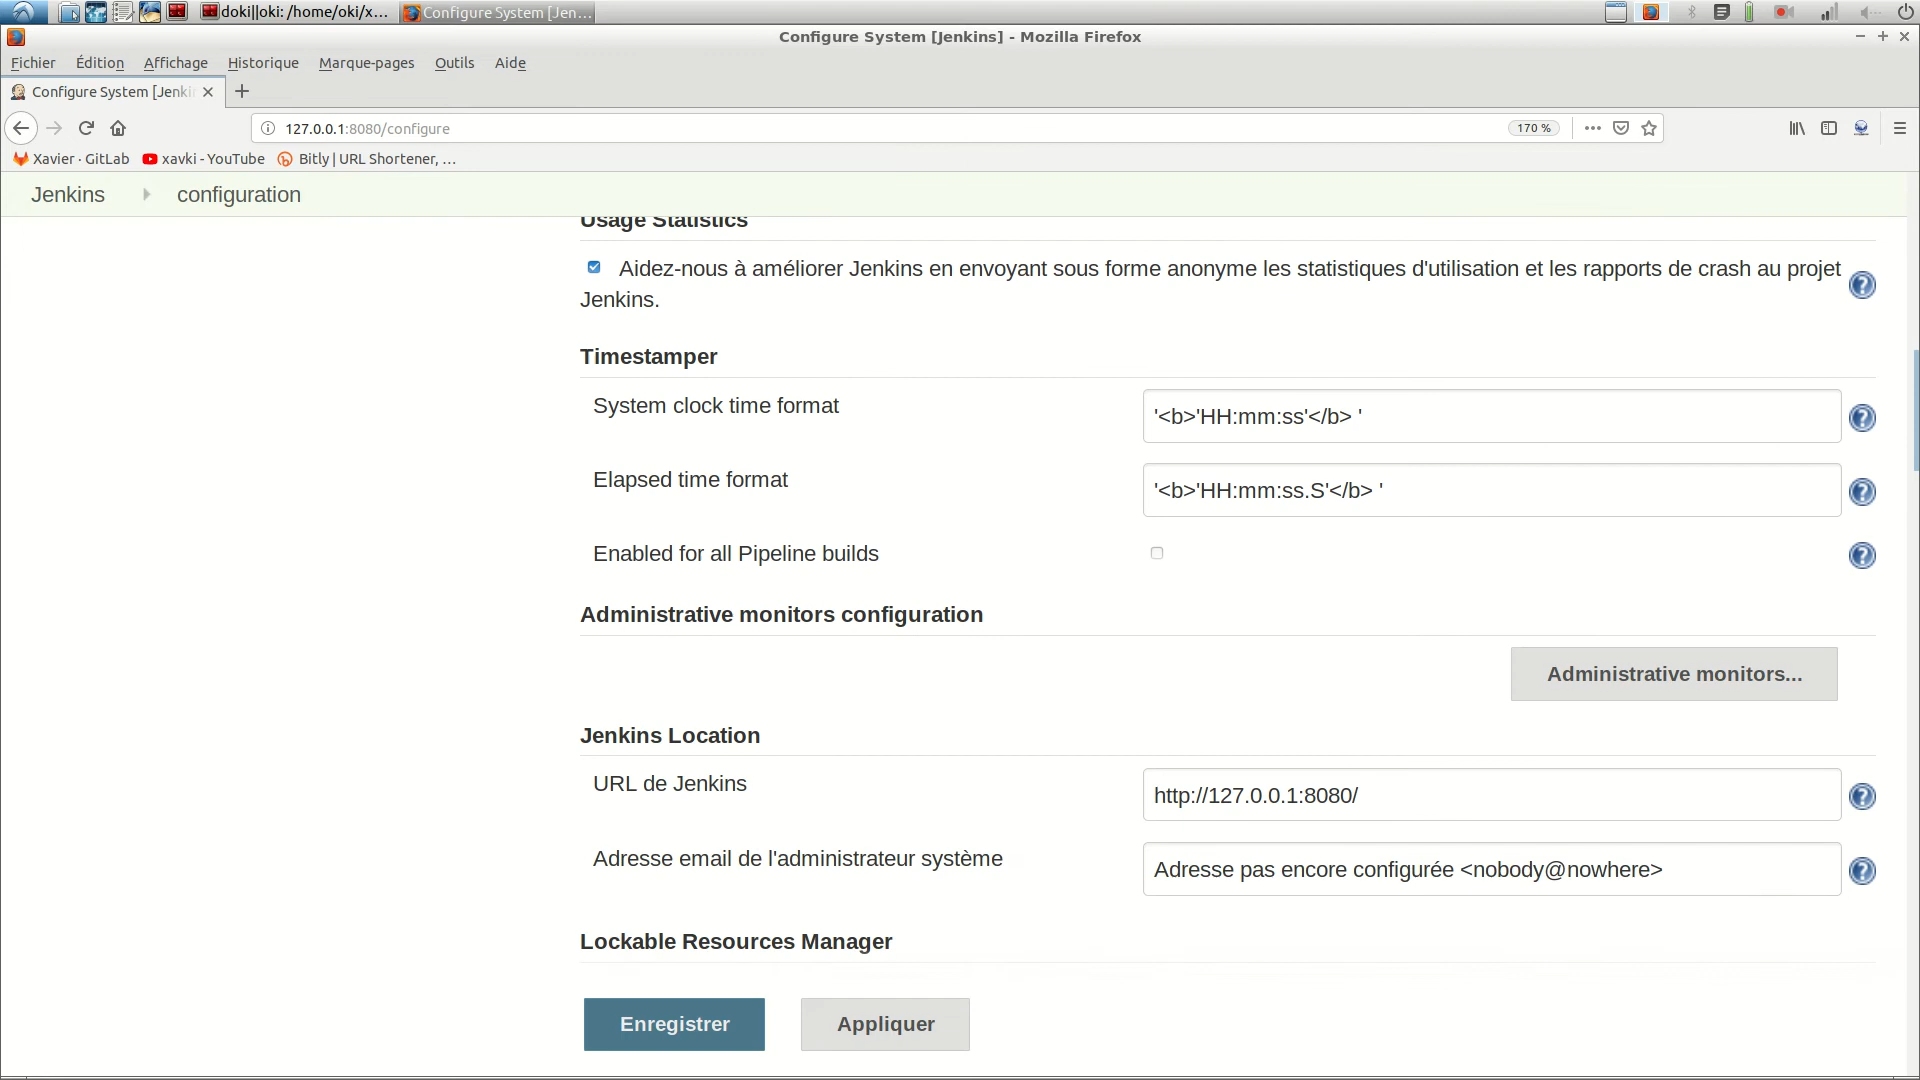 doki||oki: /home/oki/x...
Configure System [Jen...
Configure System [Jenkins] - Mozilla Firefox
Fichier Édition Affichage Historique Marque-pages Outils Aide
Configure System [Jenki
127.0.0.1:8080/configure
170 %
Xavier · GitLab
xavki - YouTube
Bitly | URL Shortener, ...
Jenkins
configuration
Usage Statistics
Aidez-nous à améliorer Jenkins en envoyant sous forme anonyme les statistiques d'utilisation et les rapports de crash au projet
Jenkins.
Timestamper
System clock time format
'<b>'HH:mm:ss'</b> '
Elapsed time format
'<b>'HH:mm:ss.S'</b> '
Enabled for all Pipeline builds
Administrative monitors configuration
Administrative monitors...
Jenkins Location
URL de Jenkins
http://127.0.0.1:8080/
Adresse email de l'administrateur système
Adresse pas encore configurée <nobody@nowhere>
Lockable Resources Manager
Enregistrer
Appliquer